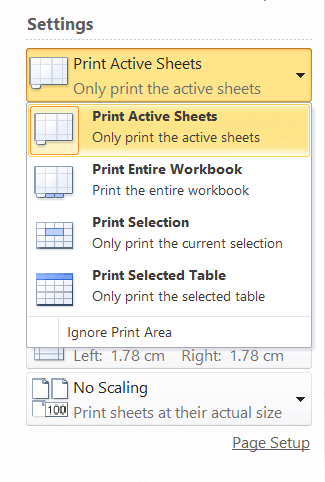 Settings
Print Active Sheets
Only print the active sheets
Print Active Sheets
Only print the active sheets
Print Entire Workbook
Print the entire workbook
Print Selection
Only print the current selection
Print Selected Table
Only print the selected table
Ignore Print Area
Left: 1.78 cm Right: 1.78 cm
No Scaling
100
Print sheets at their actual size
Page Setup